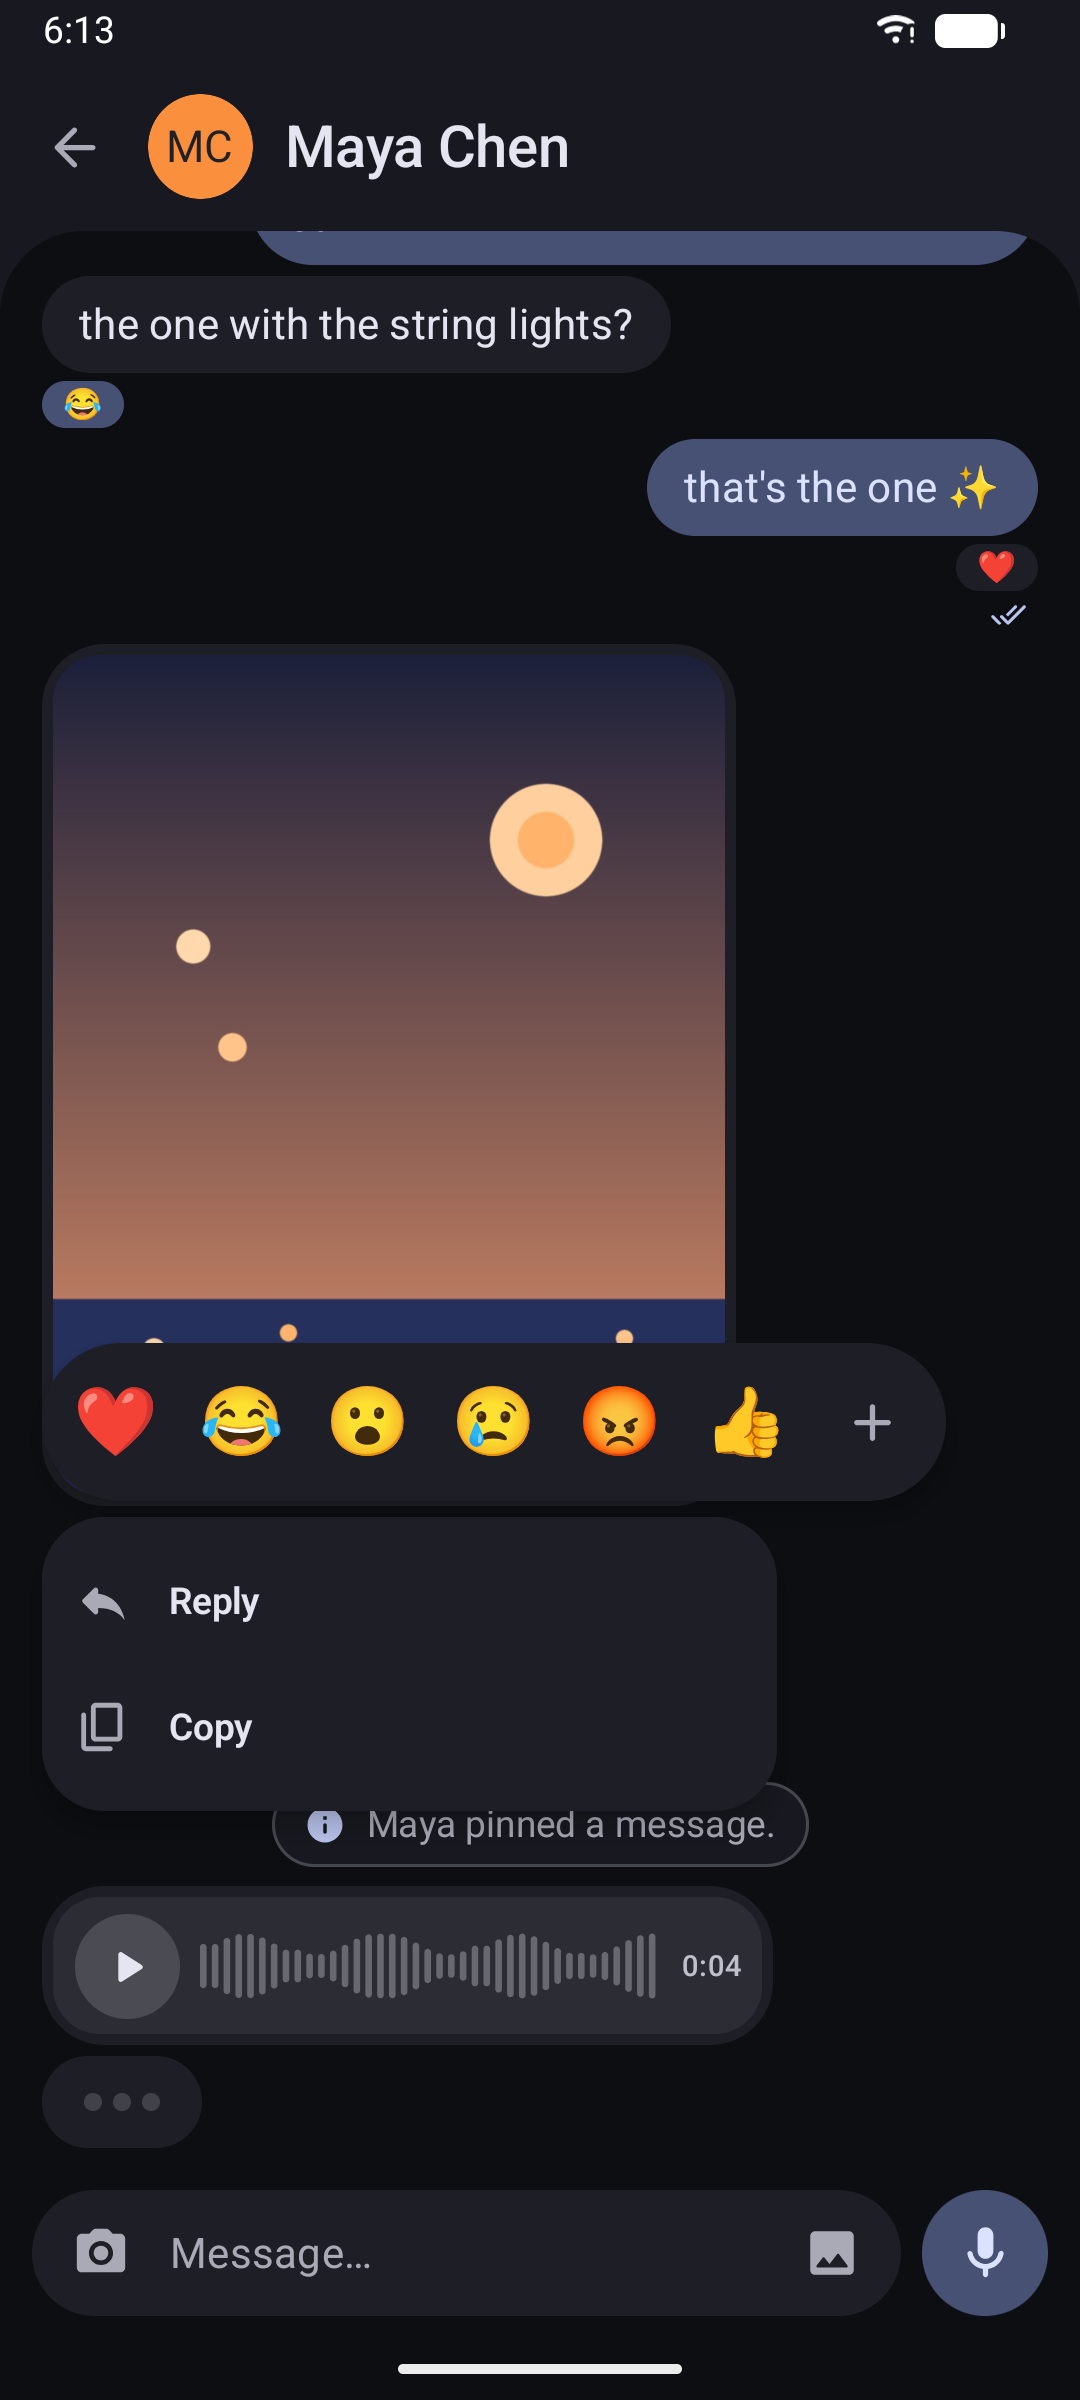 6:13
MC
Maya Chen
the one with the string lights?
😂
that's the one ✨
❤️
❤️ 😂 😮 😢 😡 👍
Reply
Copy
Maya pinned a message.
0:04
Message…